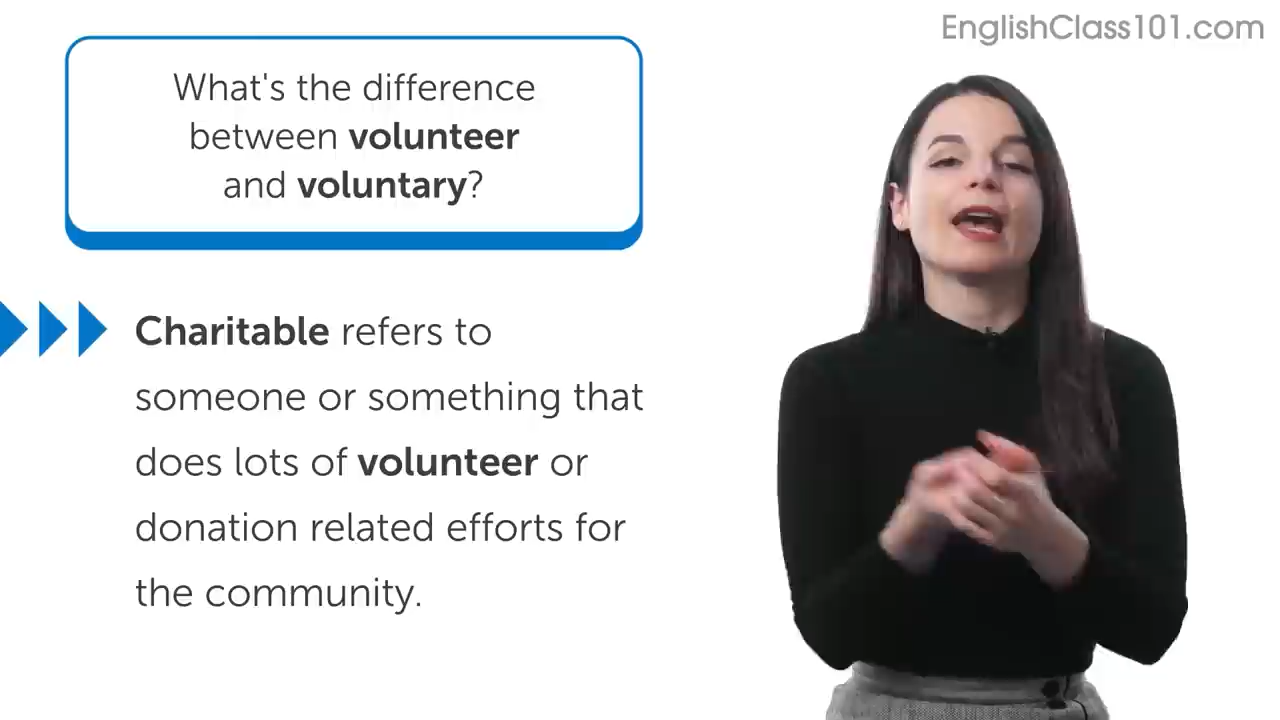 EnglishClass101.com
What's the difference
between volunteer
and voluntary?
Charitable refers to
someone or something that
does lots of volunteer or
donation related efforts for
the community.